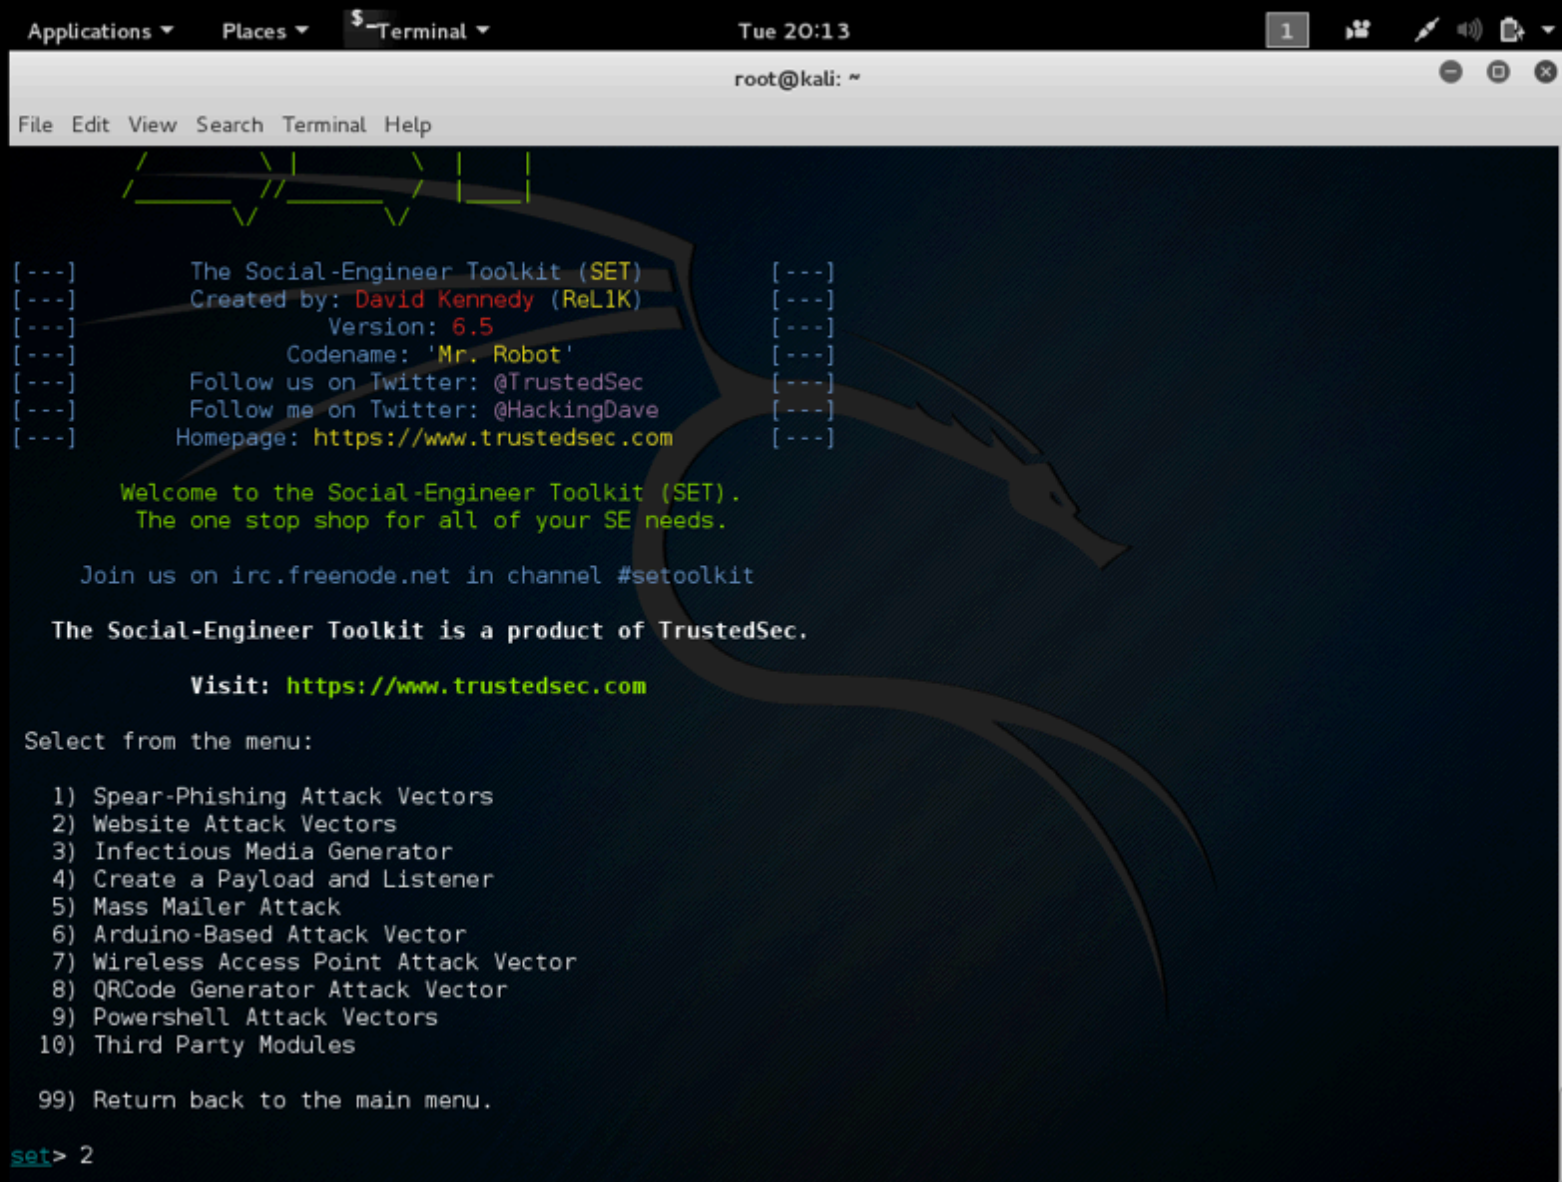 Applications Places Terminal Tue 20:13 1
root@kali: ~
File Edit View Search Terminal Help
[---] The Social-Engineer Toolkit (SET) [---]
[---] Created by: David Kennedy (ReL1K) [---]
[---] Version: 6.5 [---]
[---] Codename: 'Mr. Robot' [---]
[---] Follow us on Twitter: @TrustedSec [---]
[---] Follow me on Twitter: @HackingDave [---]
[---] Homepage: https://www.trustedsec.com [---]
Welcome to the Social-Engineer Toolkit (SET).
The one stop shop for all of your SE needs.
Join us on irc.freenode.net in channel #setoolkit
The Social-Engineer Toolkit is a product of TrustedSec.
Visit: https://www.trustedsec.com
Select from the menu:
1) Spear-Phishing Attack Vectors
2) Website Attack Vectors
3) Infectious Media Generator
4) Create a Payload and Listener
5) Mass Mailer Attack
6) Arduino-Based Attack Vector
7) Wireless Access Point Attack Vector
8) QRCode Generator Attack Vector
9) Powershell Attack Vectors
10) Third Party Modules
99) Return back to the main menu.
set> 2